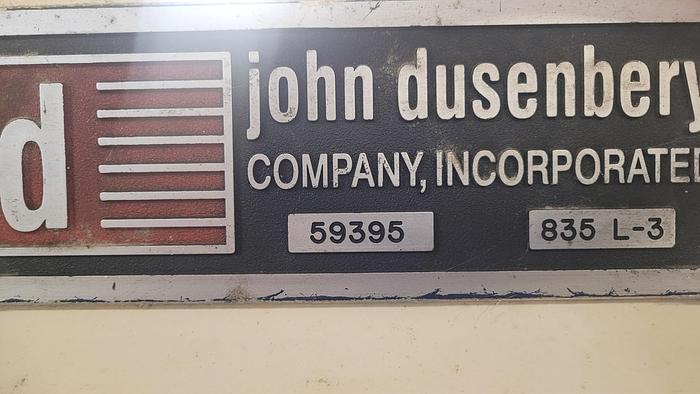 d
john dusenbery
COMPANY, INCORPORATED
59395 835 L-3